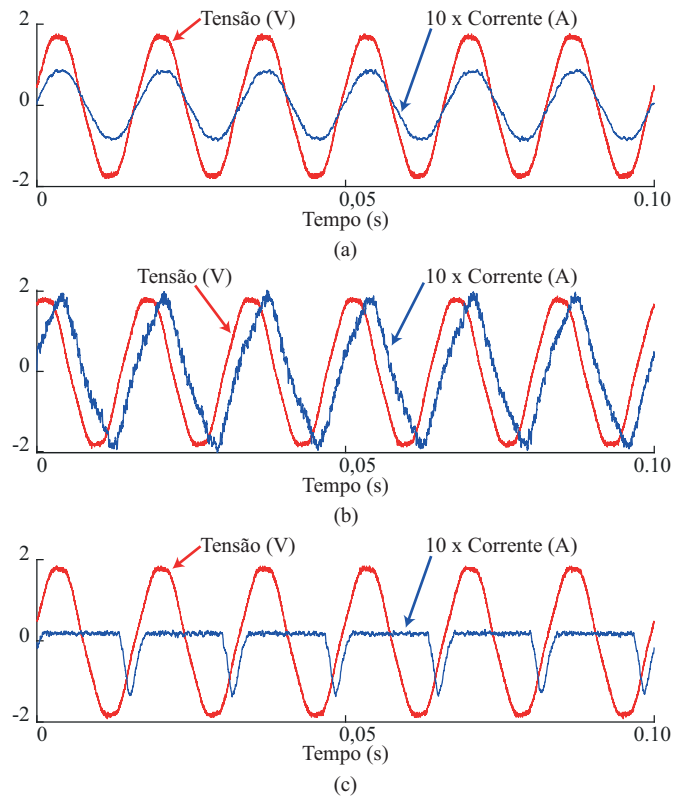 Tensão (V)
10 x Corrente (A)
2
0
-2
0
0,05
0.10
Tempo (s)
(a)
Tensão (V)
10 x Corrente (A)
2
0
-2
0
0,05
0.10
Tempo (s)
(b)
Tensão (V)
10 x Corrente (A)
2
0
-2
0
0,05
0.10
Tempo (s)
(c)